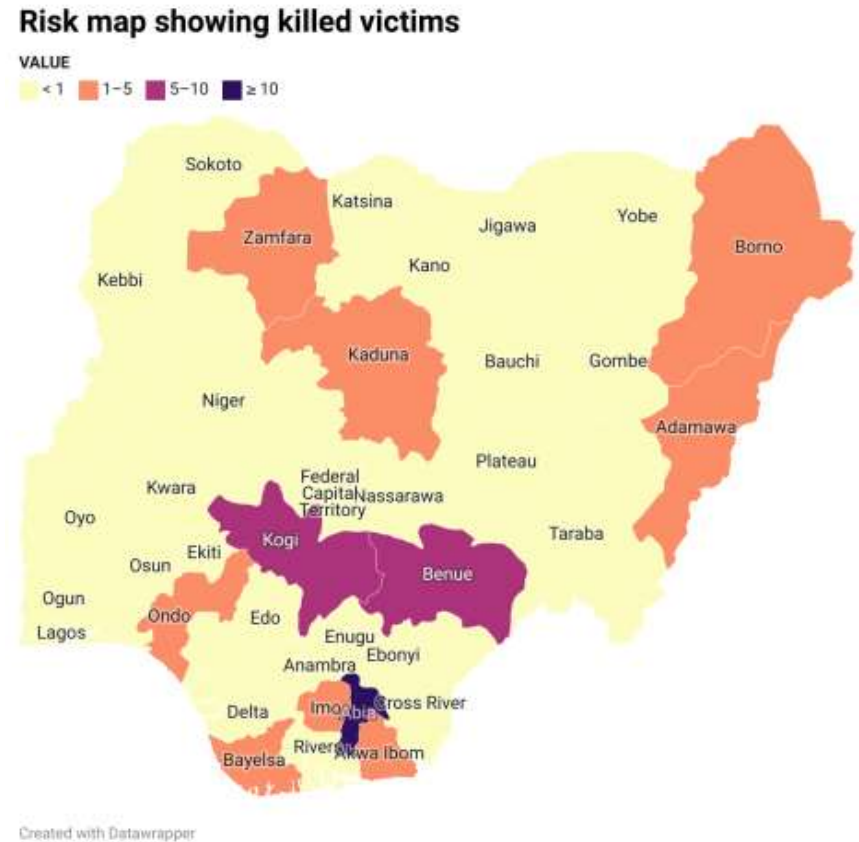 Risk map showing killed victims
VALUE
< 1 1–5 5–10 ≥ 10
Sokoto
Katsina
Jigawa
Yobe
Zamfara
Borno
Kano
Kebbi
Kaduna
Bauchi
Gombe
Niger
Adamawa
Plateau
Federal
Capital
Territory
Nassarawa
Kwara
Oyo
Kogi
Taraba
Ekiti
Osun
Benue
Ogun
Ondo
Edo
Lagos
Enugu
Ebonyi
Anambra
Delta
Imo
Abia
Cross River
Rivers
Akwa Ibom
Bayelsa
Created with Datawrapper